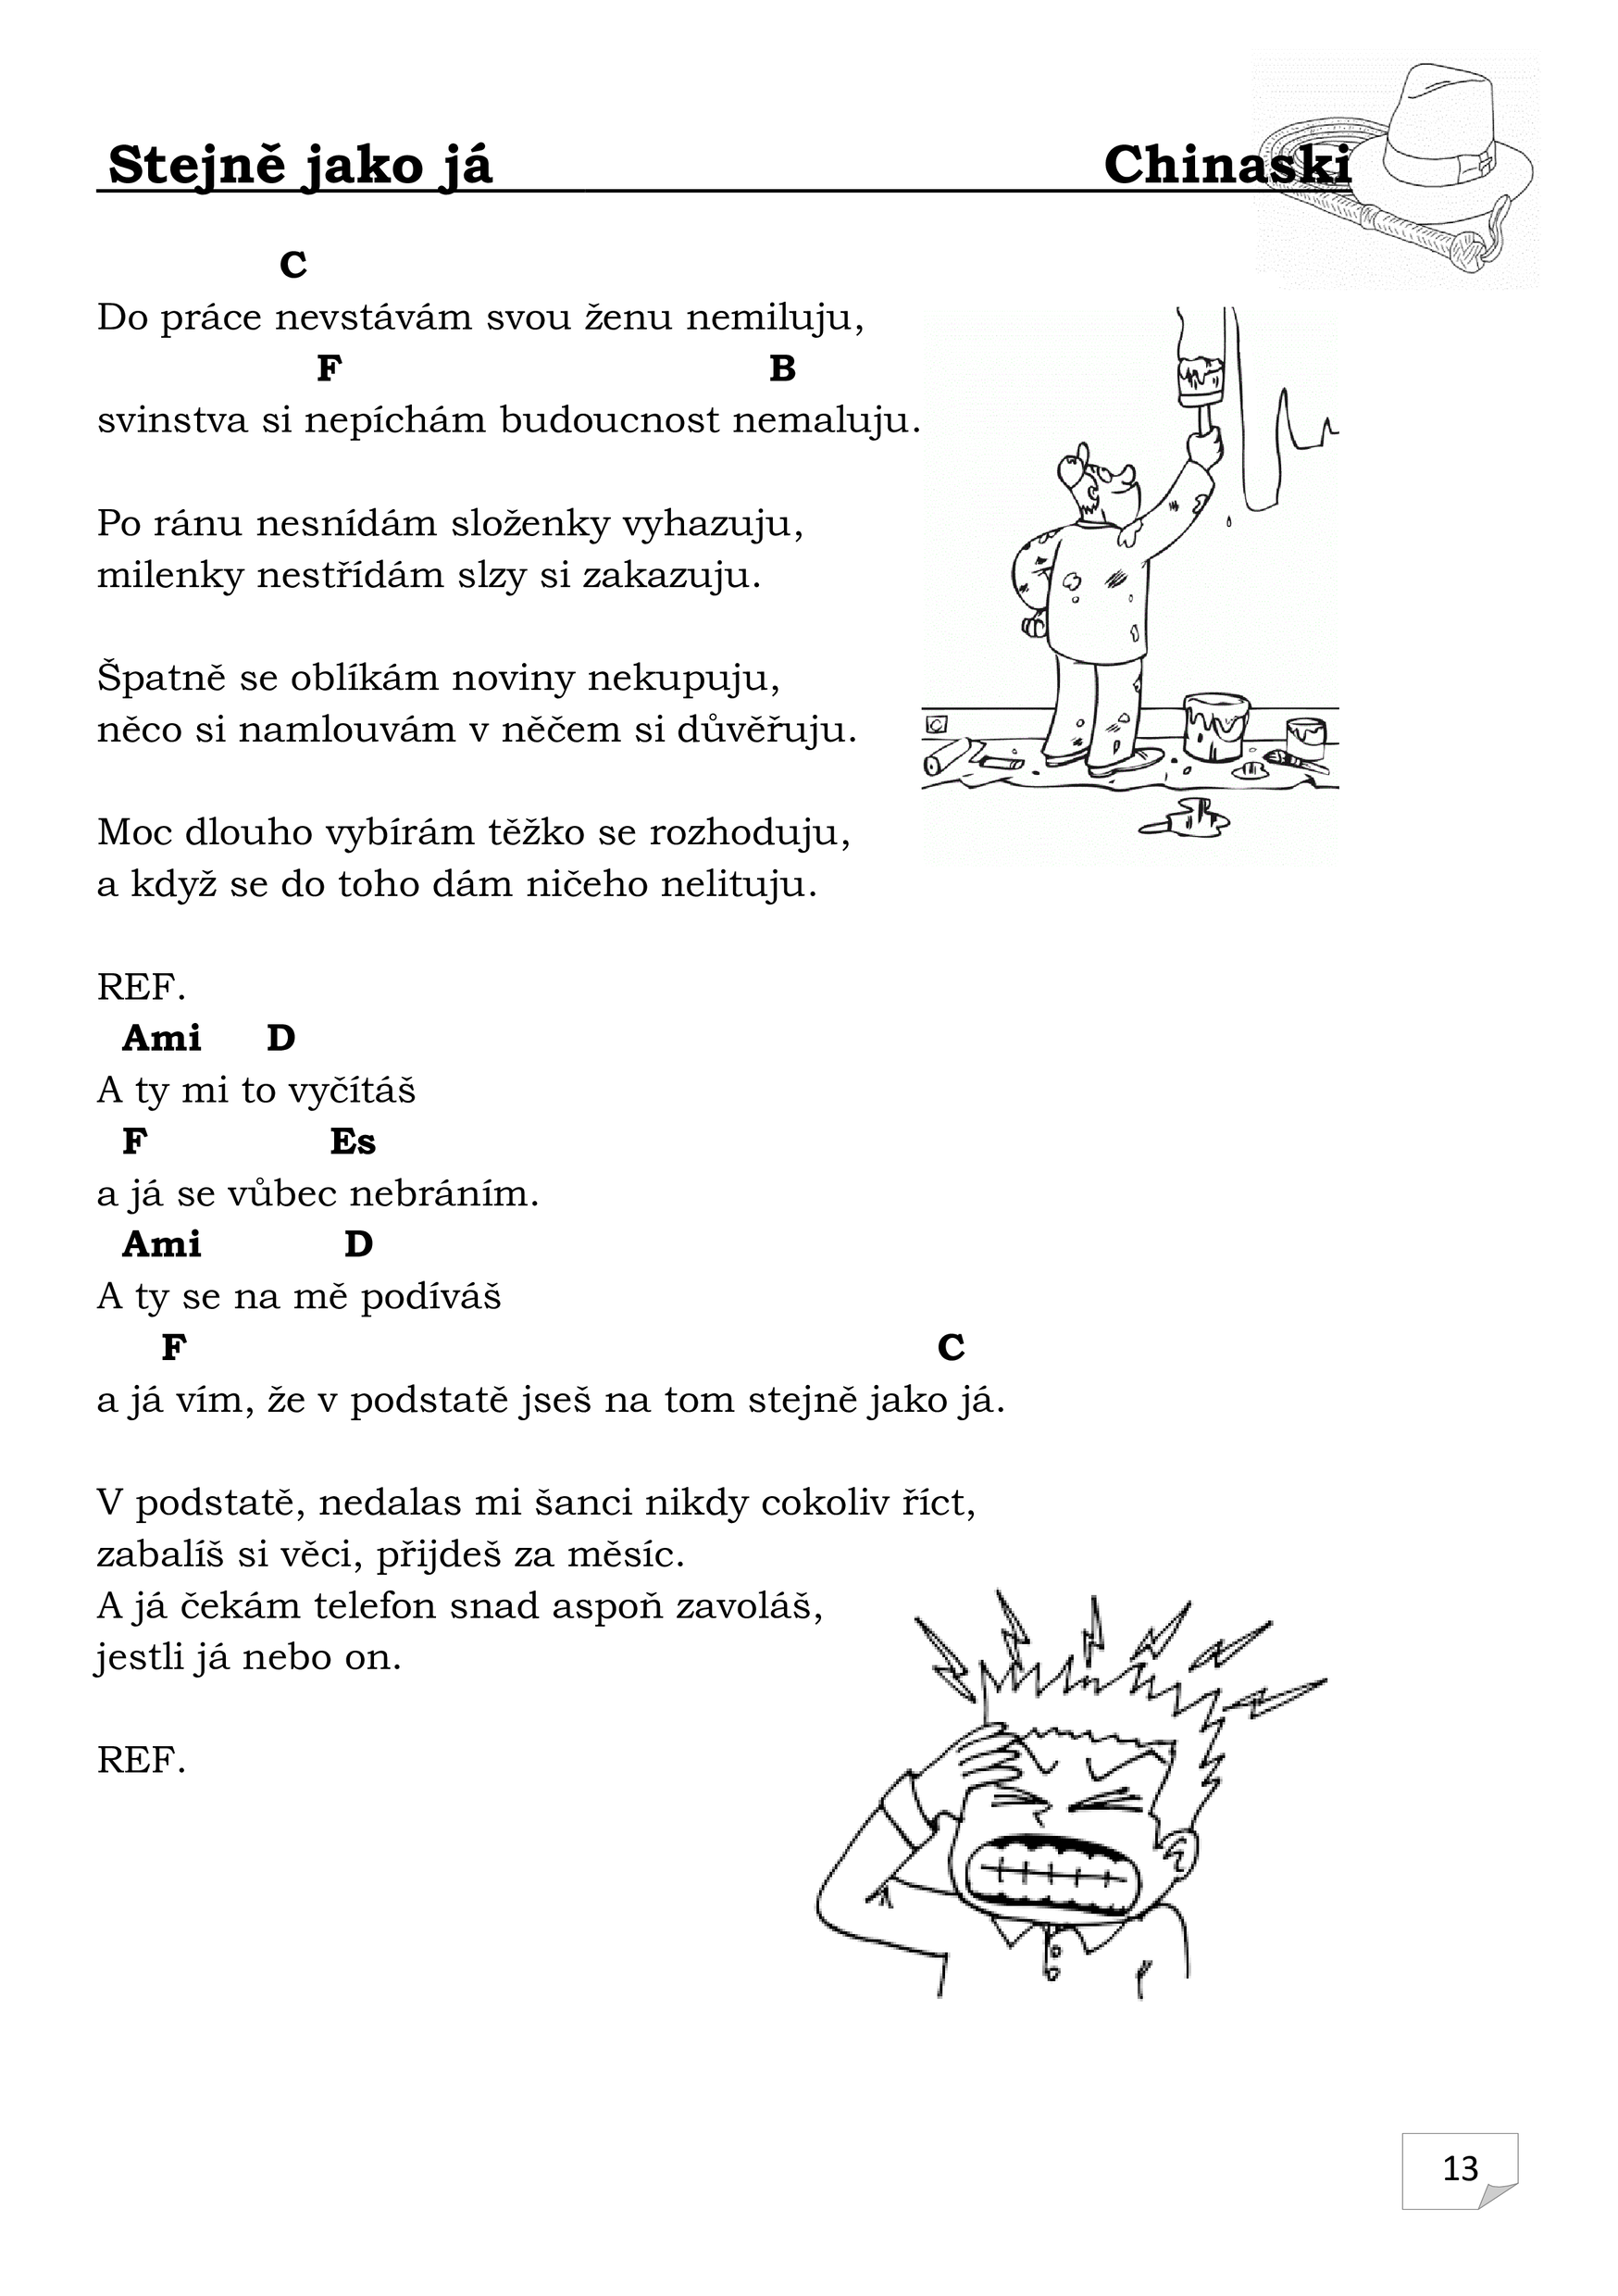 Stejně jako já Chinaski
C
Do práce nevstávám svou ženu nemiluju,
F B
svinstva si nepíchám budoucnost nemaluju.
Po ránu nesnídám složenky vyhazuju,
milenky nestřídám slzy si zakazuju.
Špatně se oblíkám noviny nekupuju,
něco si namlouvám v něčem si důvěřuju.
Moc dlouho vybírám těžko se rozhoduju,
a když se do toho dám ničeho nelituju.
REF.
Ami D
A ty mi to vyčítáš
F Es
a já se vůbec nebráním.
Ami D
A ty se na mě podíváš
F C
a já vím, že v podstatě jseš na tom stejně jako já.
V podstatě, nedalas mi šanci nikdy cokoliv říct,
zabalíš si věci, přijdeš za měsíc.
A já čekám telefon snad aspoň zavoláš,
jestli já nebo on.
REF.
13